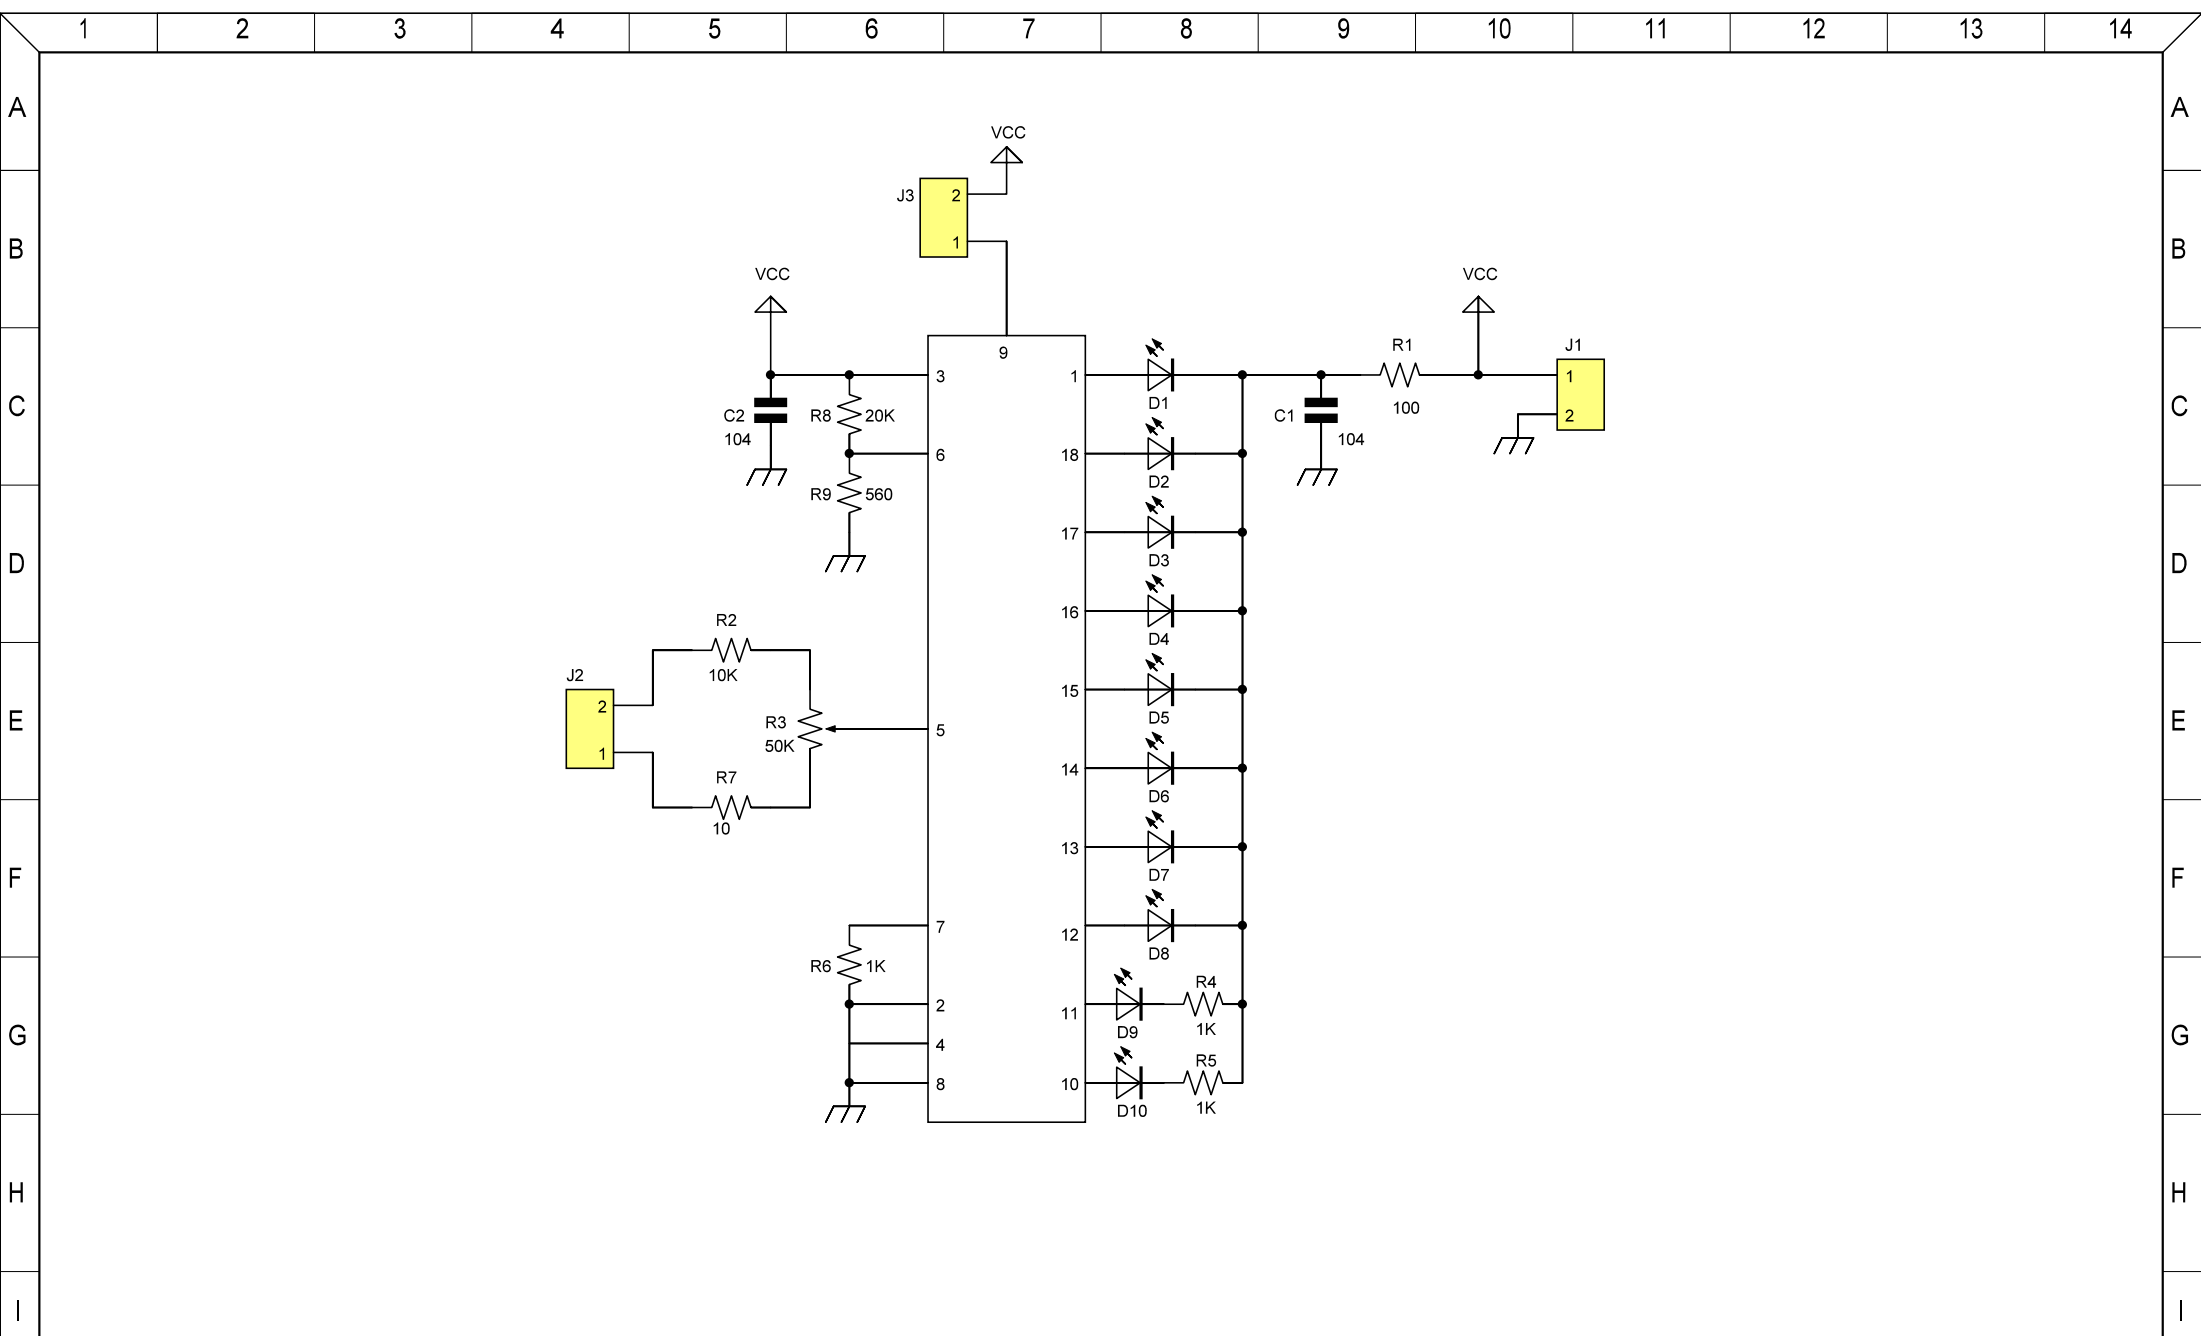 1 2 3 4 5 6 7 8 9 10 11 12 13 14
A A
VCC
J3 2
1
B B
VCC VCC
9
R1 J1
3 1 1
D1
C2 R8 20K C1 100 2
104 104
C C
6 18
D2
R9 560
17
D3
D D
16
R2 D4
10K
J2 15
2 D5
R3 5
50K
E E
1 14
R7 D6
10
13
D7
F F
7 12
D8
R6 1K
R4
2 11
D9 1K
G G
4
R5
8 10
D10 1K
H H
I I